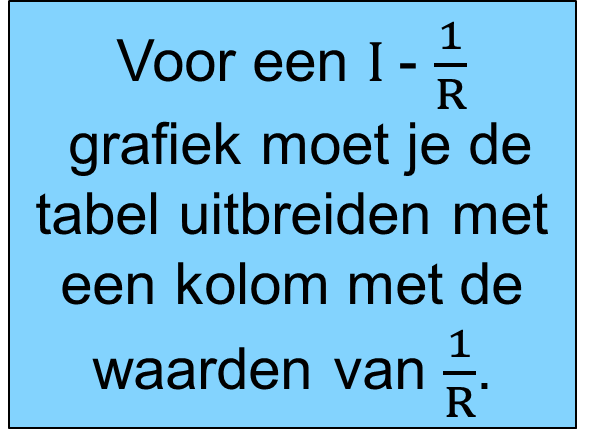 Voor een I - 1/R
grafiek moet je de
tabel uitbreiden met
een kolom met de
waarden van 1/R.